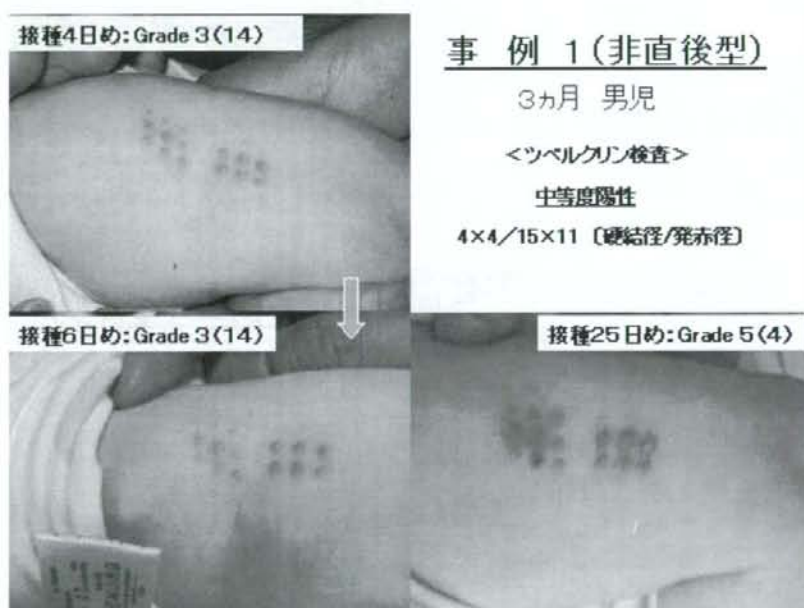 接種4日め:Grade 3(14)
事 例 1(非直後型)
3ヵ月 男児
<ツベルクリン検査>
中等度陽性
4×4/15×11 〔硬結径/発赤径〕
接種6日め:Grade 3(14)
接種25日め:Grade 5(4)